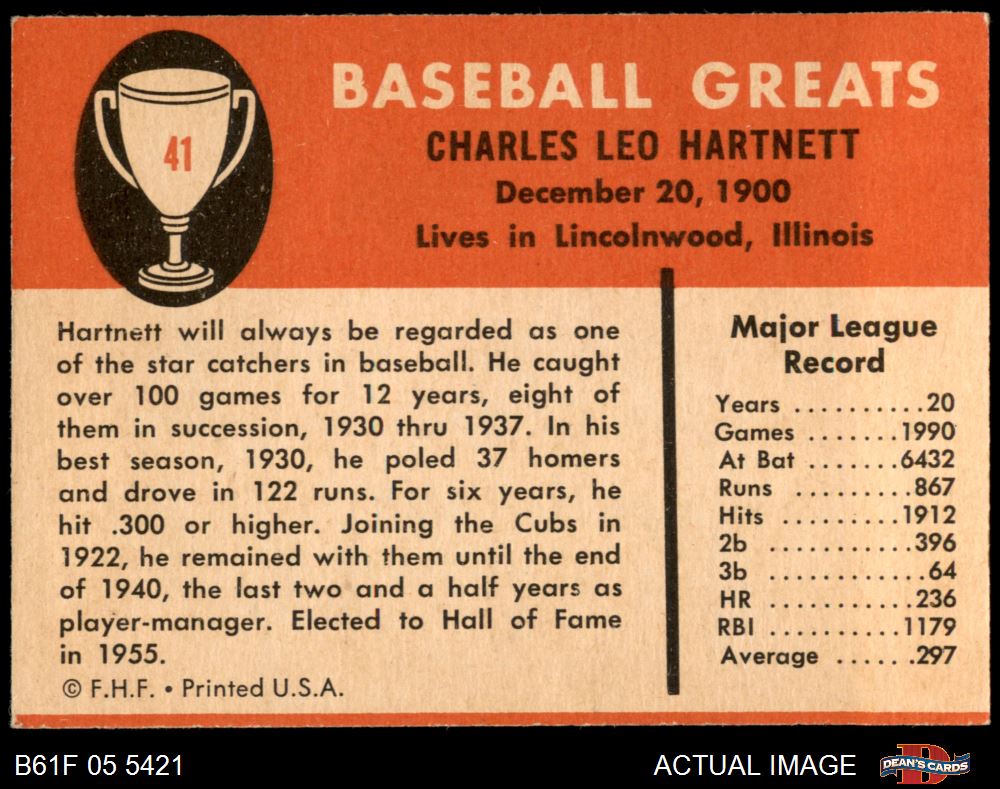 41
BASEBALL GREATS
CHARLES LEO HARTNETT
December 20, 1900
Lives in Lincolnwood, Illinois
Hartnett will always be regarded as one
of the star catchers in baseball. He caught
over 100 games for 12 years, eight of
them in succession, 1930 thru 1937. In his
best season, 1930, he poled 37 homers
and drove in 122 runs. For six years, he
hit .300 or higher. Joining the Cubs in
1922, he remained with them until the end
of 1940, the last two and a half years as
player-manager. Elected to Hall of Fame
in 1955.
© F.H.F. • Printed U.S.A.
Major League
Record
Years ..........20
Games .......1990
At Bat .......6432
Runs .........867
Hits .........1912
2b ...........396
3b ............64
HR ...........236
RBI ..........1179
Average ......297
B61F 05 5421
ACTUAL IMAGE
D
DEAN'S CARDS